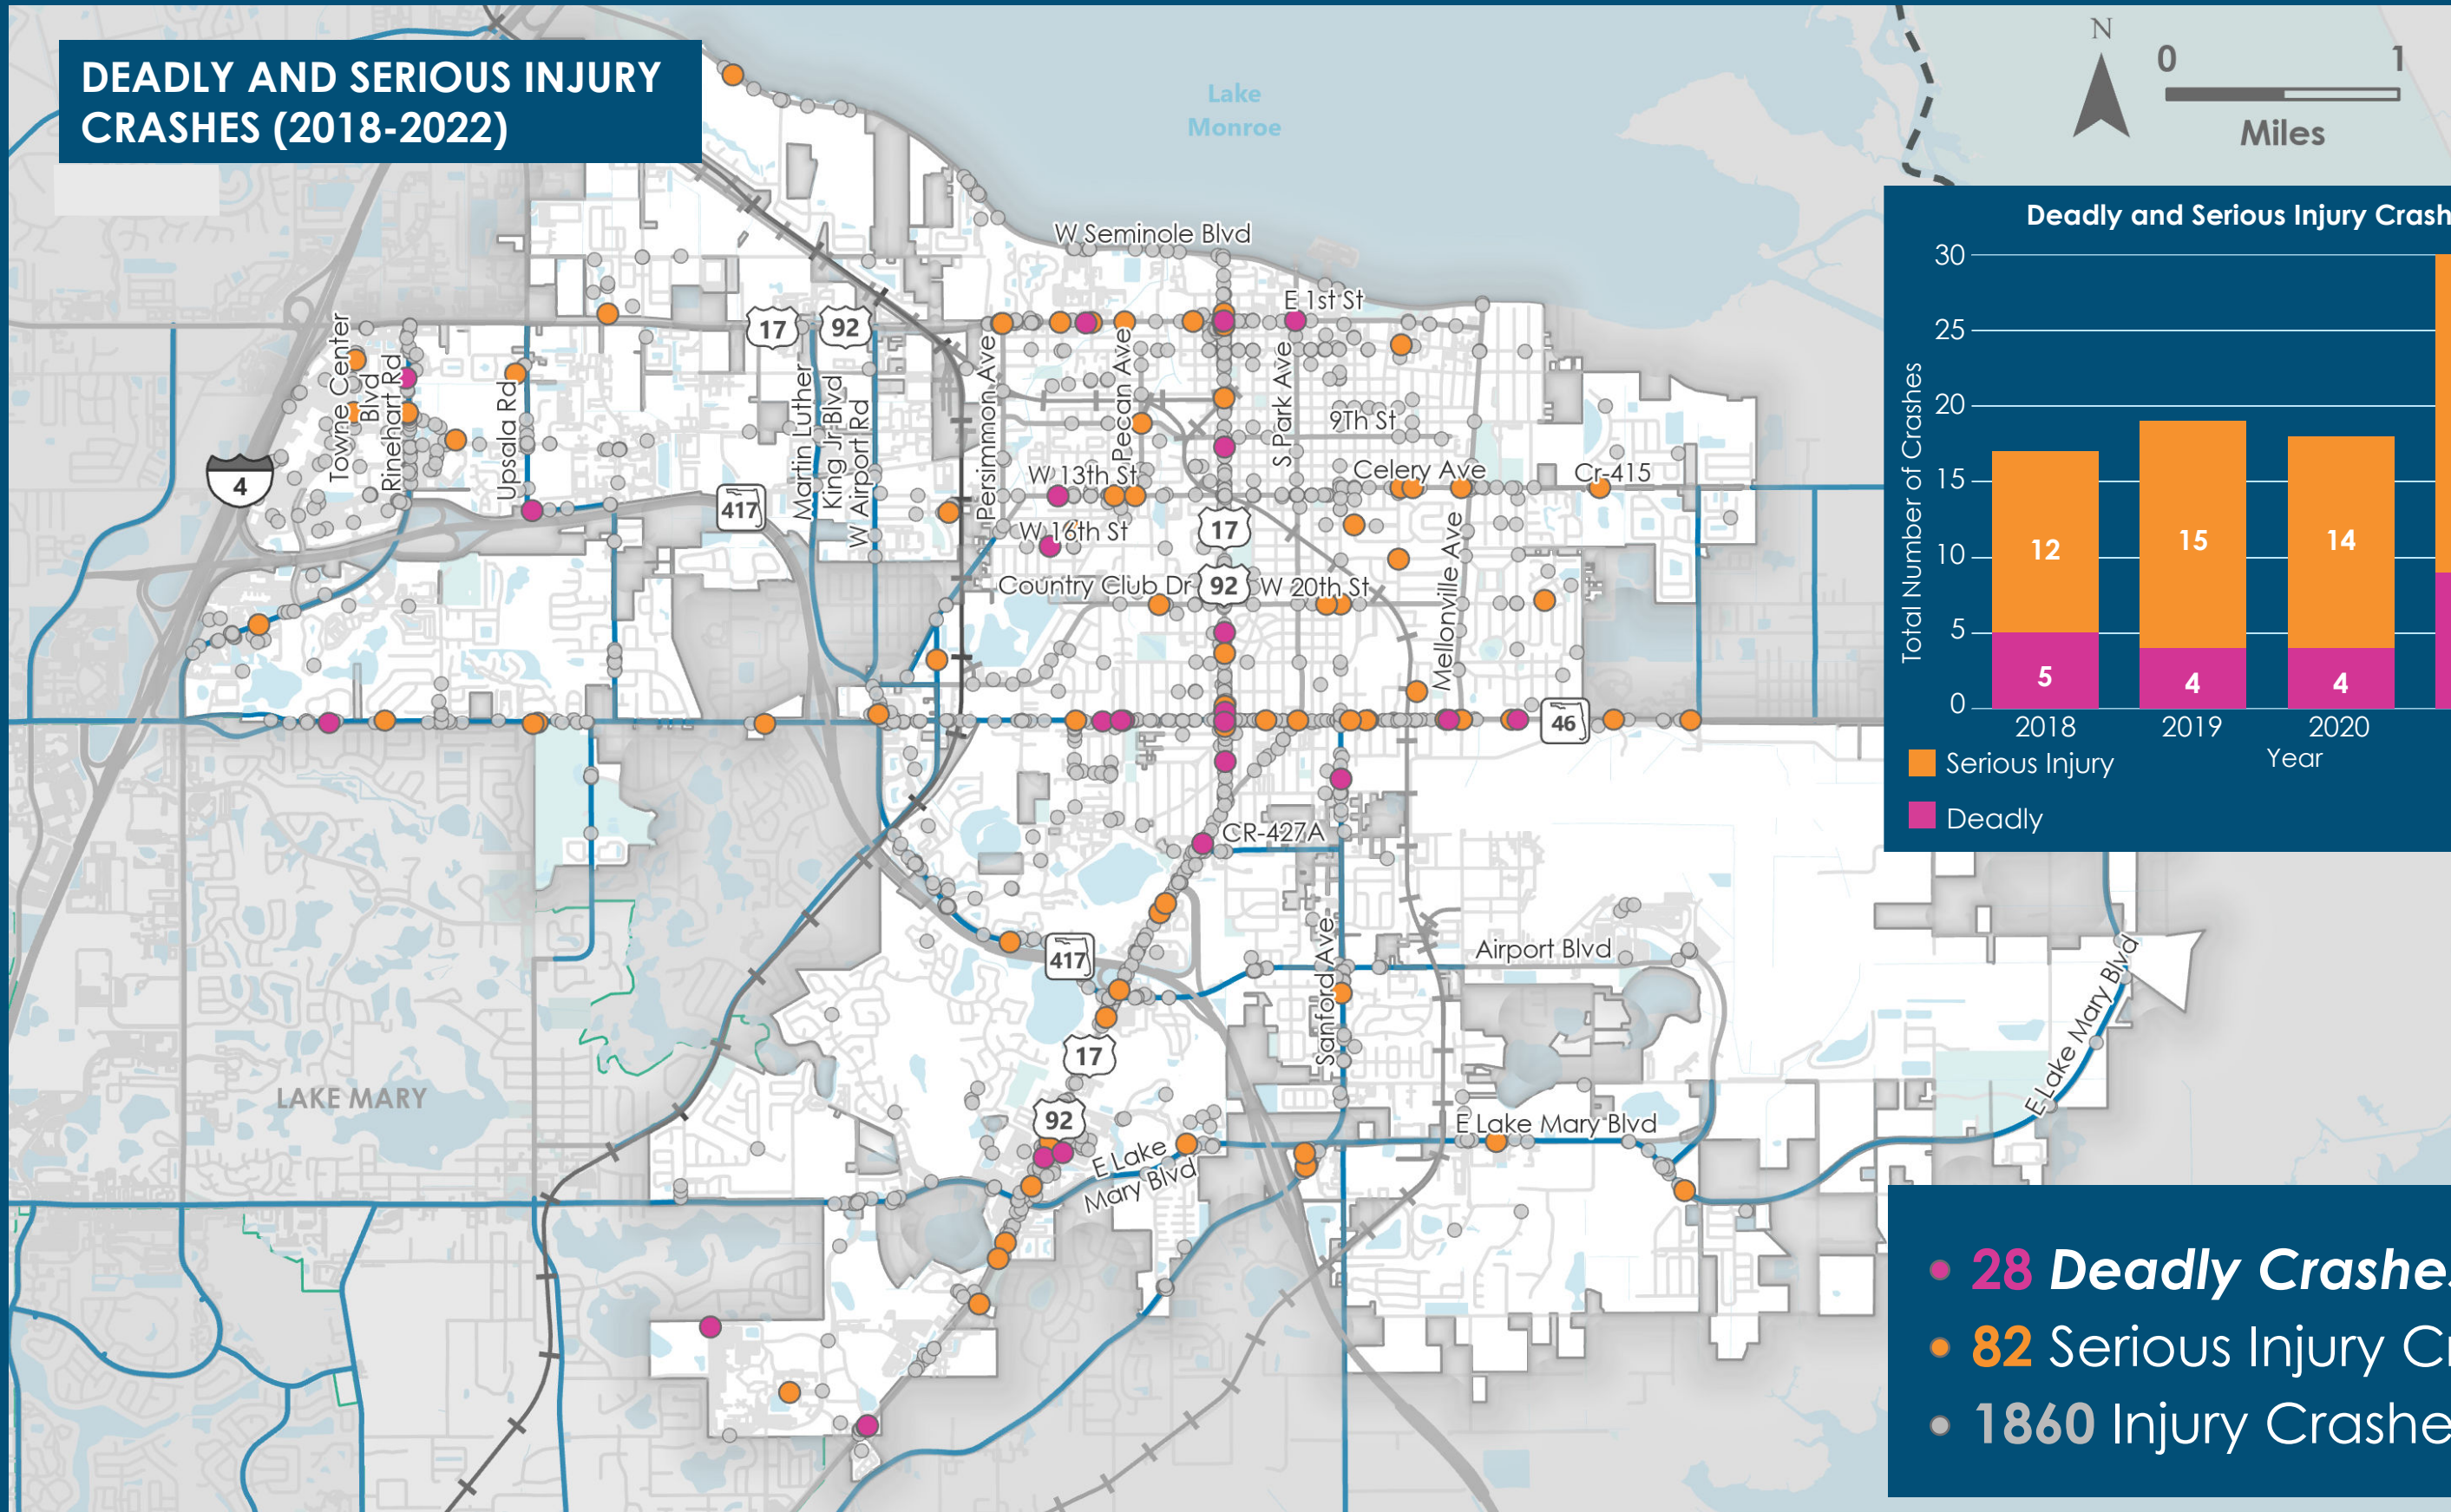 DEADLY AND SERIOUS INJURY
CRASHES (2018-2022)
Lake
Monroe
N
0
1
Miles
Deadly and Serious Injury Crash
30
25
20
15
10
5
0
Total Number of Crashes
12
5
15
4
14
4
2018
2019
2020
Year
Serious Injury
Deadly
W Seminole Blvd
E 1st St
17
92
Towne Center
Blvd
Rinehart Rd
Upsala Rd
Martin Luther
King Jr Blvd
W Airport Rd
Persimmon Ave
Pecan Ave
S Park Ave
9Th St
W 13th St
Celery Ave
Cr-415
4
417
W 16th St
17
Country Club Dr
92
W 20th St
Mellonville Ave
46
CR-427A
417
Sanford Ave
Airport Blvd
17
LAKE MARY
92
E Lake
Mary Blvd
E Lake Mary Blvd
E Lake Mary Blvd
28 Deadly Crashes
82 Serious Injury Cr
1860 Injury Crashe